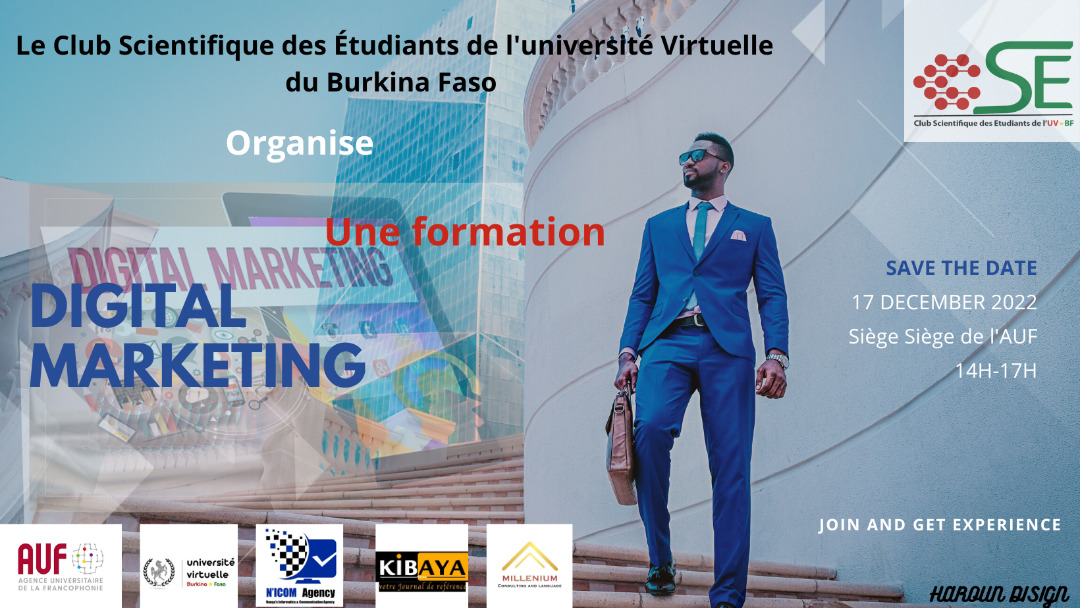 Le Club Scientifique des Étudiants de l'université Virtuelle
du Burkina Faso
SE
Club Scientifique des Etudiants de l'UV - BF
Organise
Une formation
DIGITAL MARKETING
DIGITAL
MARKETING
SAVE THE DATE
17 DECEMBER 2022
Siège Siège de l'AUF
14H-17H
JOIN AND GET EXPERIENCE
AUF
AGENCE UNIVERSITAIRE
DE LA FRANCOPHONIE
université
virtuelle
Burkina Faso
N'ICOM Agency
KIBAYA
votre Journal de référence
MILLENIUM
CONSULTING AND LANGUAGE
HAROUN DISIGN